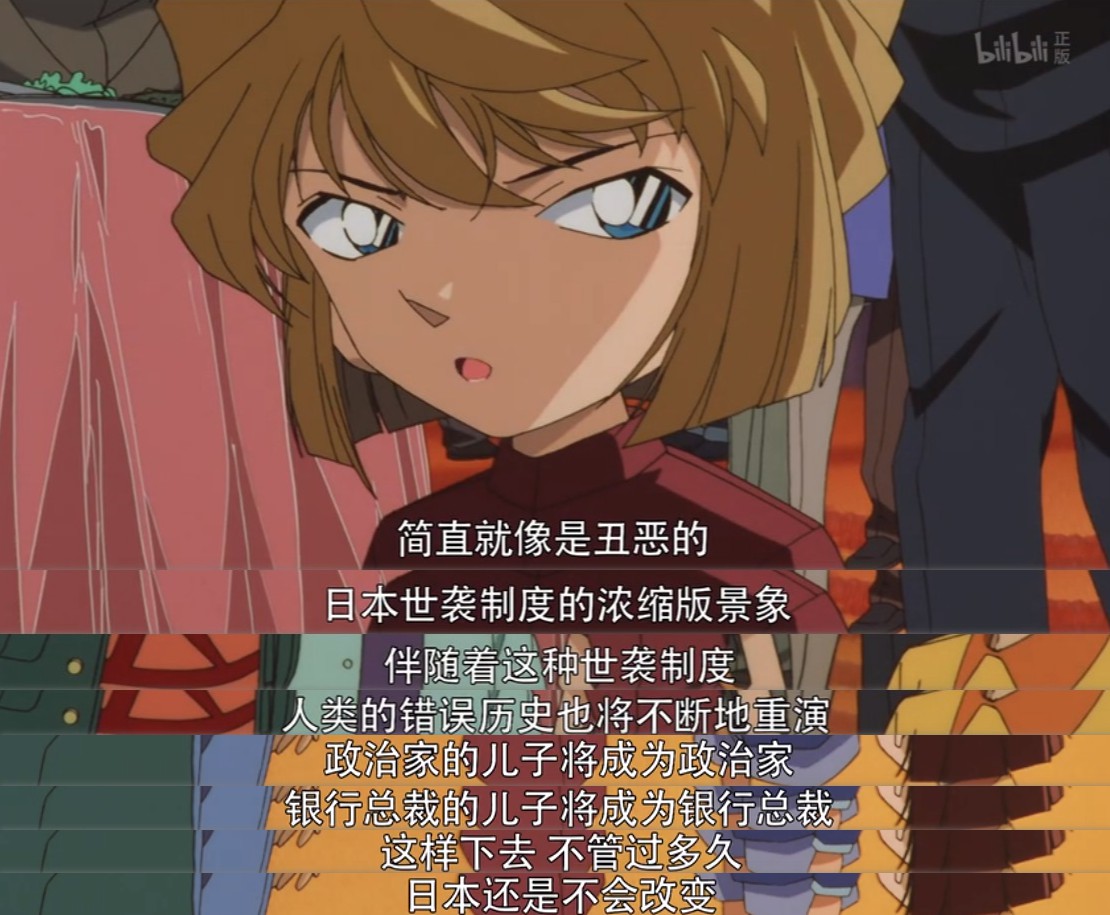 bilibili 正版
简直就像是丑恶的
日本世袭制度的浓缩版景象
伴随着这种世袭制度
人类的错误历史也将不断地重演
政治家的儿子将成为政治家
银行总裁的儿子将成为银行总裁
这样下去 不管过多久
日本还是不会改变